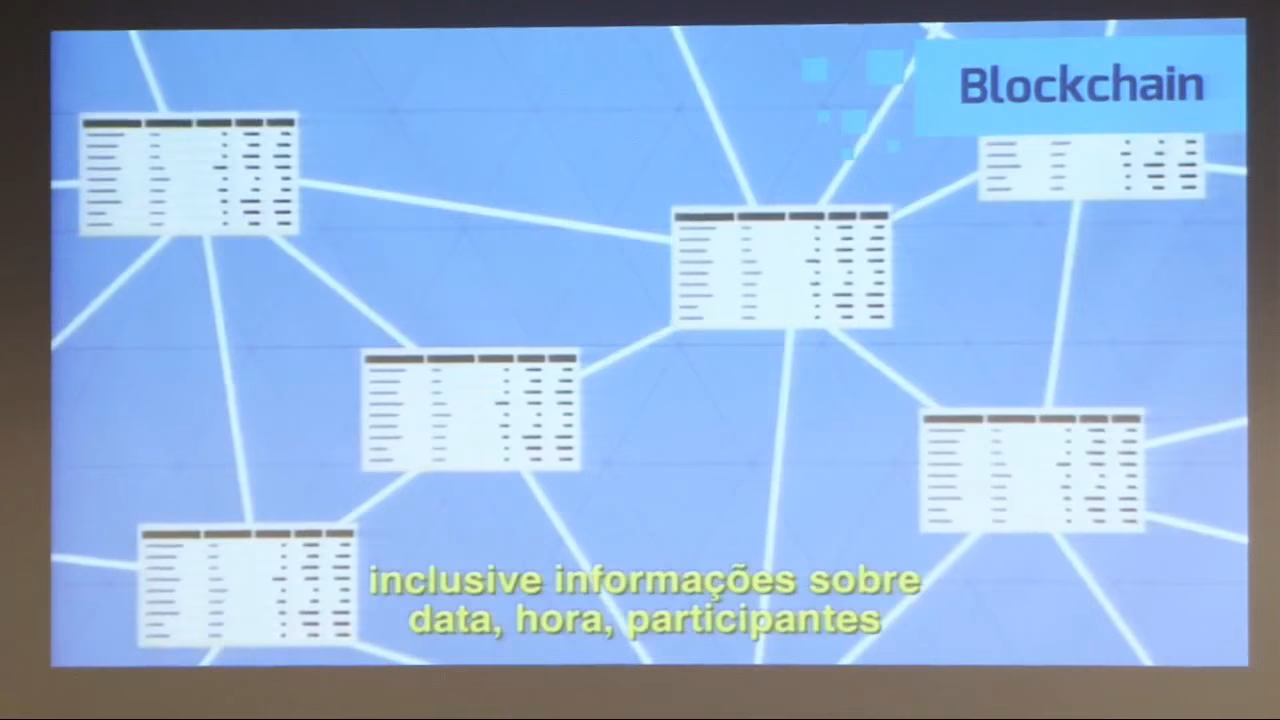 Blockchain
inclusive informações sobre
data, hora, participantes